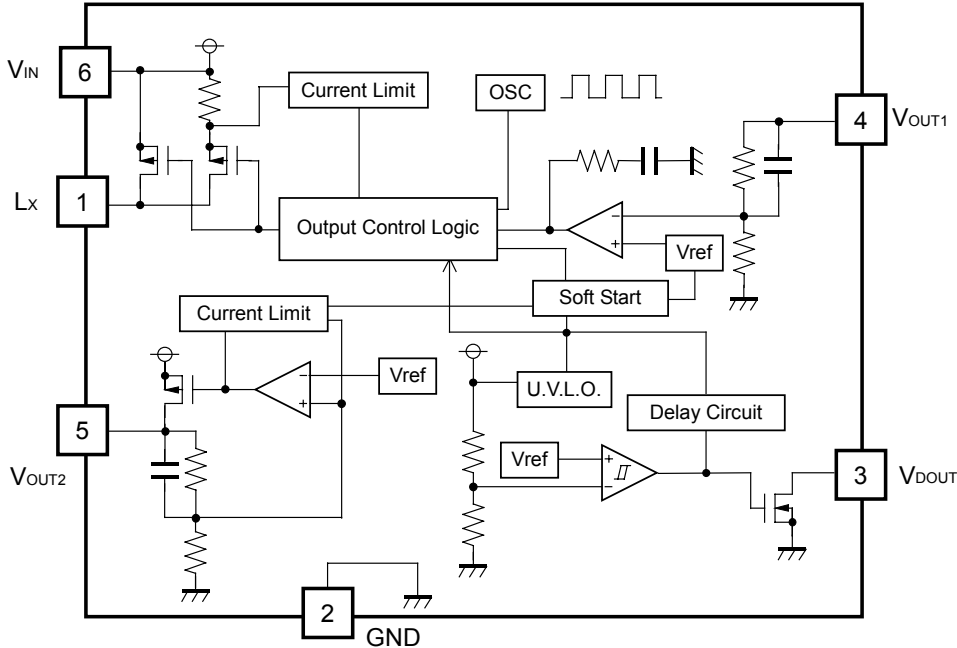 VIN
6
Current Limit
OSC
4
VOUT1
LX
1
Output Control Logic
-
+
Vref
Soft Start
Current Limit
-
+
Vref
U.V.L.O.
Delay Circuit
5
VOUT2
Vref
+
-
3
VDOUT
2
GND